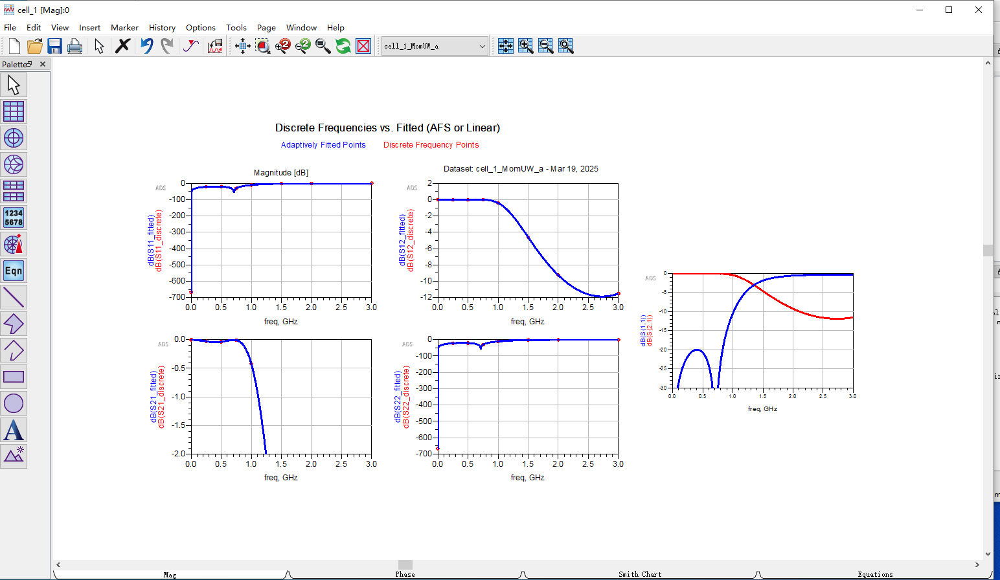 cell_1 [Mag]:0
File Edit View Insert Marker History Options Tools Page Window Help
cell_1_MomUW_a
Palette
1234
5678
Eqn
A
Discrete Frequencies vs. Fitted (AFS or Linear)
Adaptively Fitted Points Discrete Frequency Points
Magnitude [dB]
ADS
dB(S11_fitted)
dB(S11_discrete)
0
-100
-200
-300
-400
-500
-600
-700
0.0 0.5 1.0 1.5 2.0 2.5 3.0
freq, GHz
Dataset: cell_1_MomUW_a - Mar 19, 2025
ADS
dB(S12_fitted)
dB(S12_discrete)
2
0
-2
-4
-6
-8
-10
-12
0.0 0.5 1.0 1.5 2.0 2.5 3.0
freq, GHz
ADS
dB(S21_fitted)
dB(S21_discrete)
0.0
-0.5
-1.0
-1.5
-2.0
0.0 0.5 1.0 1.5 2.0 2.5 3.0
freq, GHz
ADS
dB(S22_fitted)
dB(S22_discrete)
0
-100
-200
-300
-400
-500
-600
-700
0.0 0.5 1.0 1.5 2.0 2.5 3.0
freq, GHz
ADS
dB(S(1,1))
dB(S(2,1))
0
-5
-10
-15
-20
-25
-30
0.0 0.5 1.0 1.5 2.0 2.5 3.0
freq, GHz
Mag Phase Smith Chart Equations